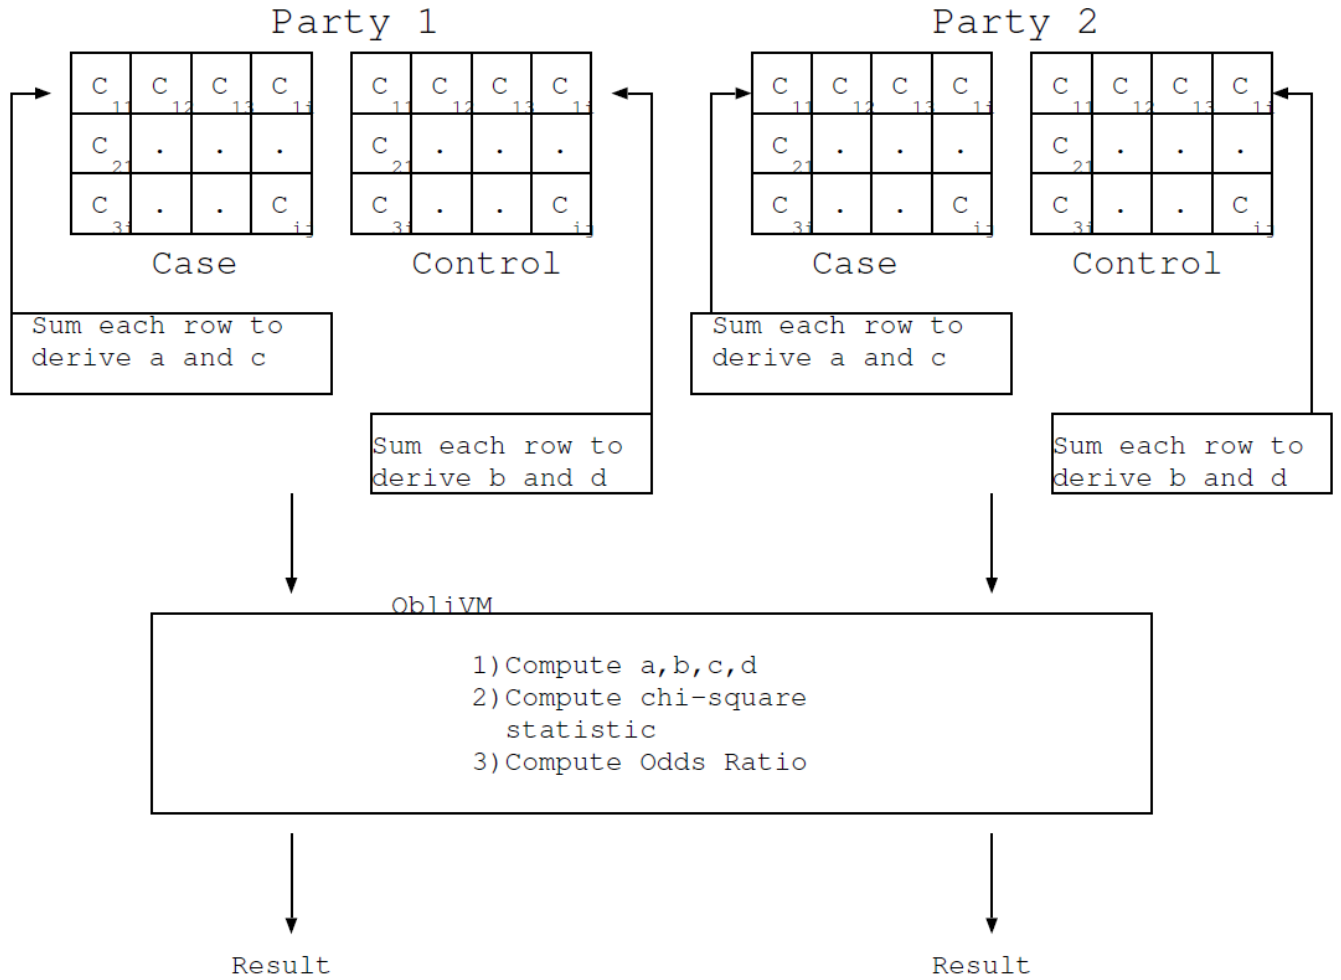 Party 1 Party 2
C11 C12 C13 C1j C11 C12 C13 C1j C11 C12 C13 C1j C11 C12 C13 C1j
C21 . . . C21 . . . C21 . . . C21 . . .
C3i . . Cij C3i . . Cij C3i . . Cij C3i . . Cij
Case Control Case Control
Sum each row to
derive a and c
Sum each row to
derive b and d
Sum each row to
derive a and c
Sum each row to
derive b and d
ObliVM
1)Compute a,b,c,d
2)Compute chi-square
statistic
3)Compute Odds Ratio
Result Result